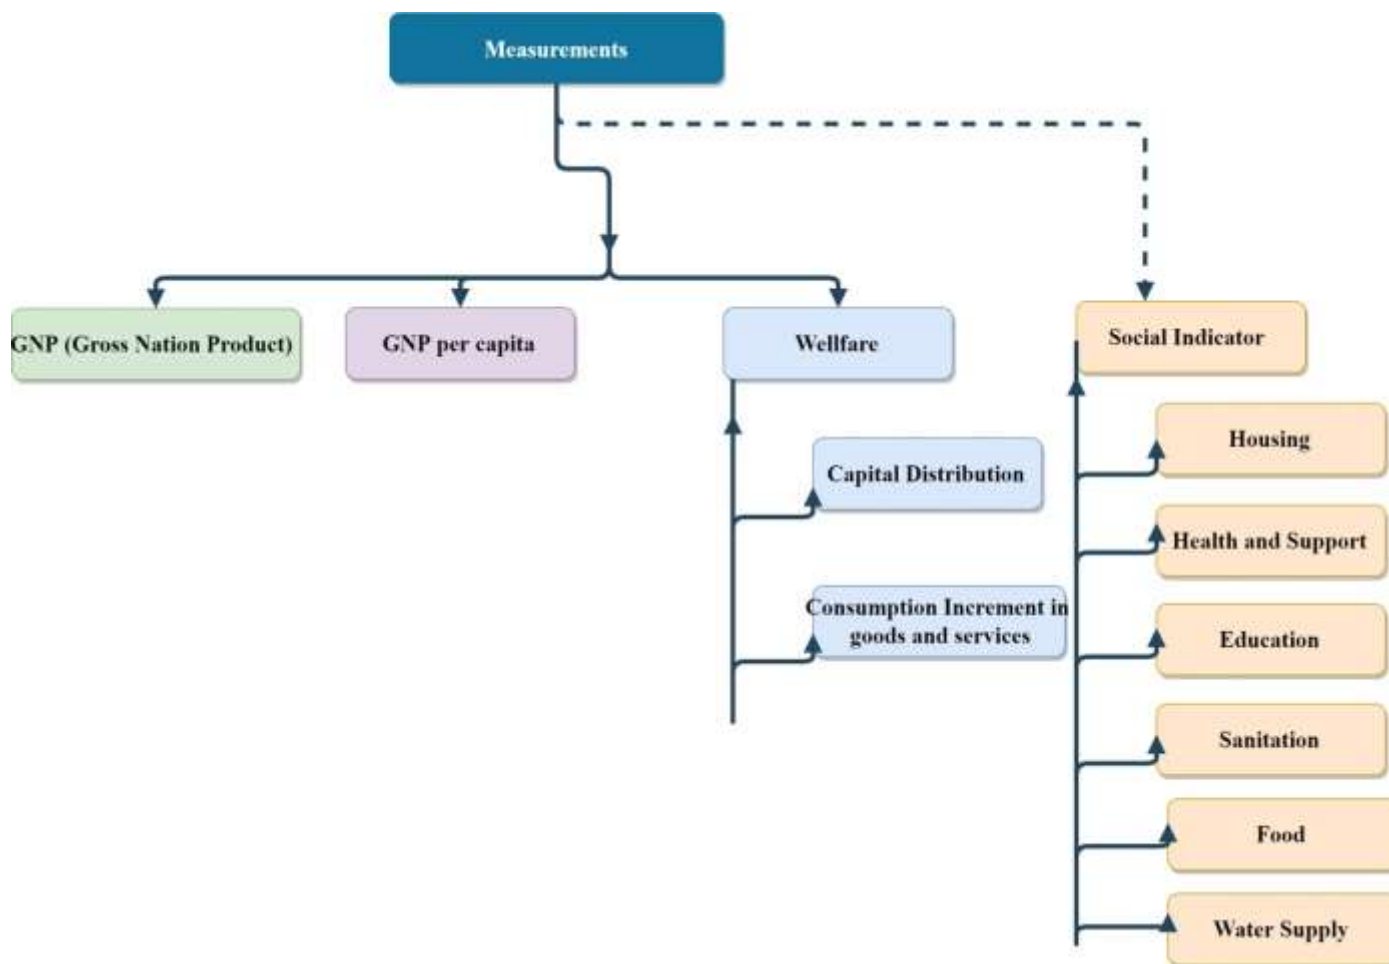 Measurements
GNP (Gross Nation Product)
GNP per capita
Wellfare
Social Indicator
Capital Distribution
Consumption Increment in
goods and services
Housing
Health and Support
Education
Sanitation
Food
Water Supply